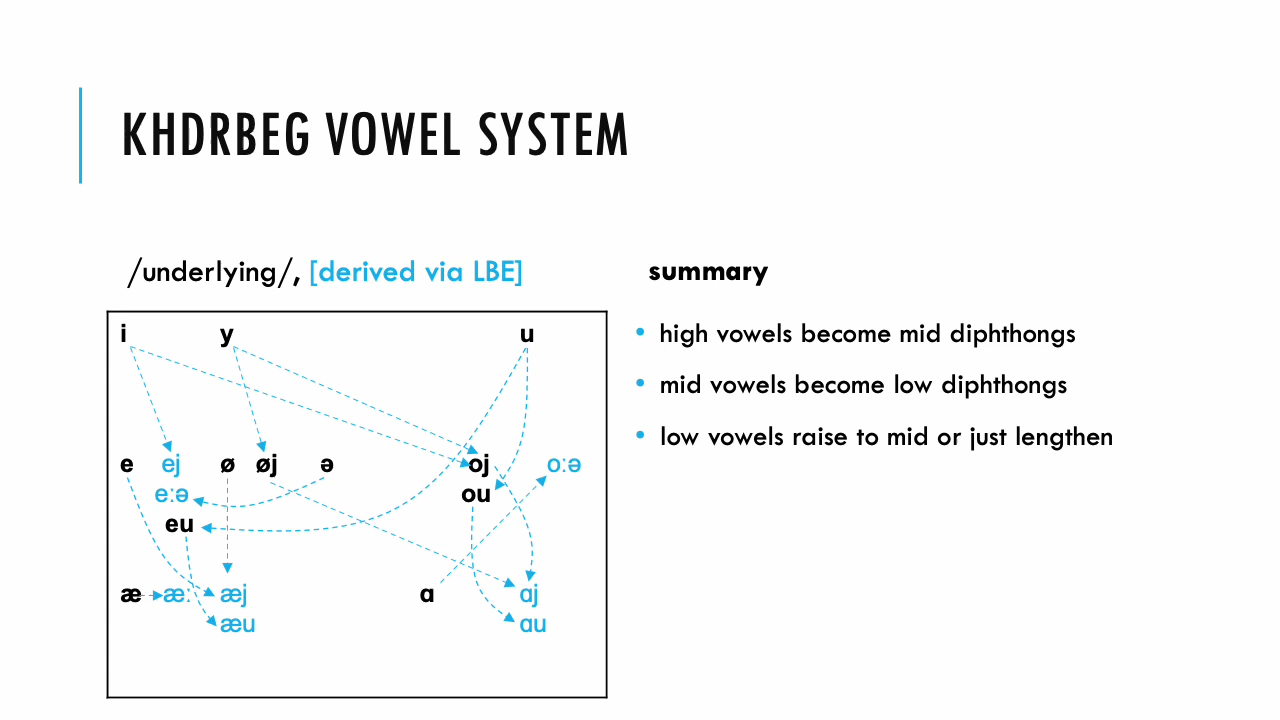 KHDRBEG VOWEL SYSTEM
/underlying/, [derived via LBE]
i y u
e ej ø øj ə oj oːə
eːə ou
eu
æ æː æj ɑ ɑj
æu ɑu
summary
• high vowels become mid diphthongs
• mid vowels become low diphthongs
• low vowels raise to mid or just lengthen